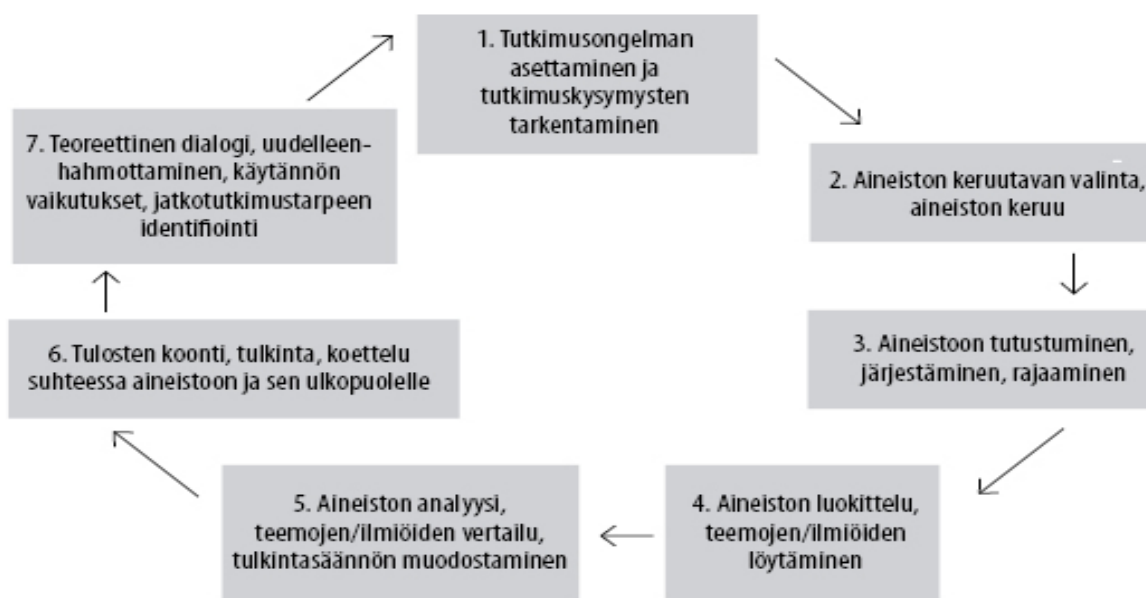 1. Tutkimusongelman
asettaminen ja
tutkimuskysymysten
tarkentaminen
2. Aineiston keruutavan valinta,
aineiston keruu
3. Aineistoon tutustuminen,
järjestäminen, rajaaminen
4. Aineiston luokittelu,
teemojen/ilmiöiden
löytäminen
5. Aineiston analyysi,
teemojen/ilmiöiden vertailu,
tulkintasäännön muodostaminen
6. Tulosten koonti, tulkinta, koettelu
suhteessa aineistoon ja sen ulkopuolelle
7. Teoreettinen dialogi, uudelleen-
hahmottaminen, käytännön
vaikutukset, jatkotutkimustarpeen
identifiointi